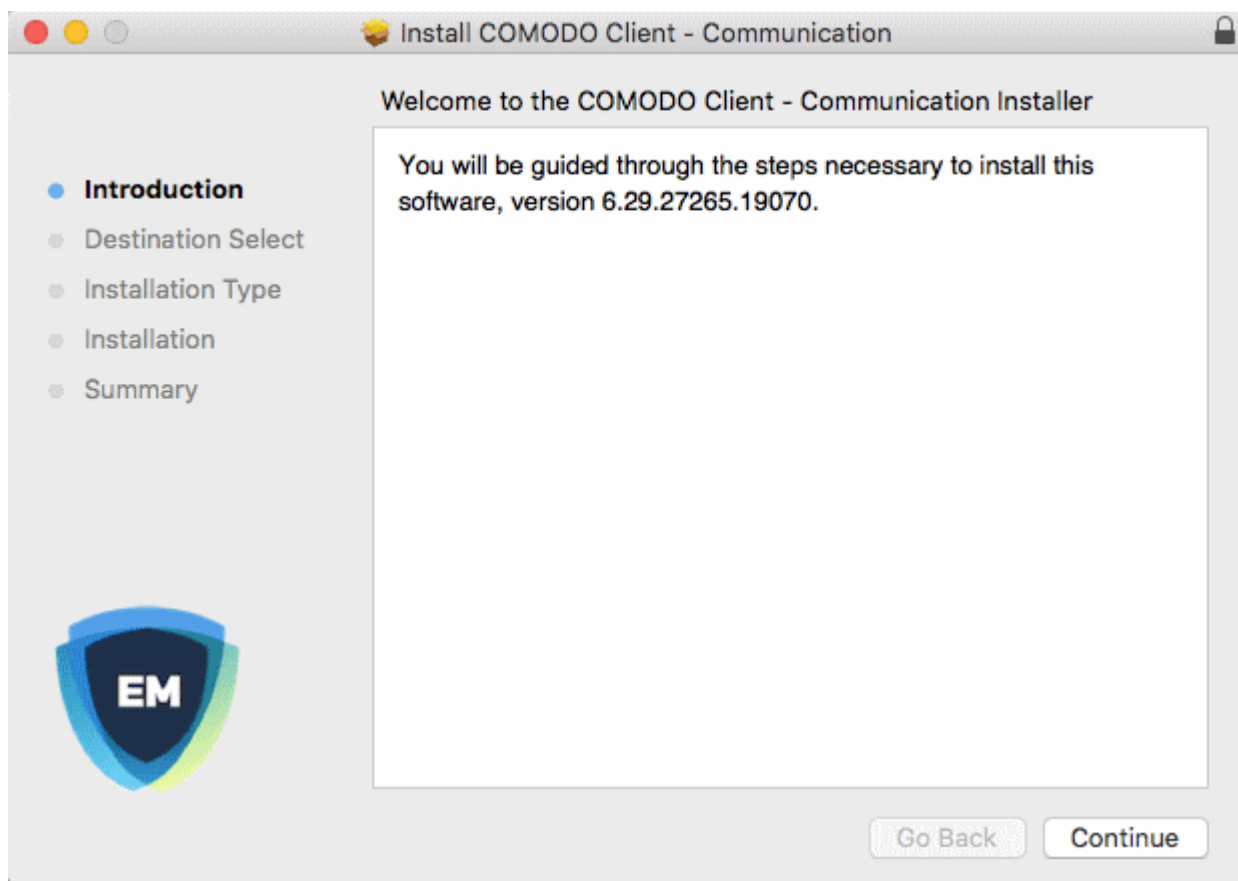 Install COMODO Client - Communication
Welcome to the COMODO Client - Communication Installer
Introduction
Destination Select
Installation Type
Installation
Summary
You will be guided through the steps necessary to install this
software, version 6.29.27265.19070.
EM
Go Back
Continue